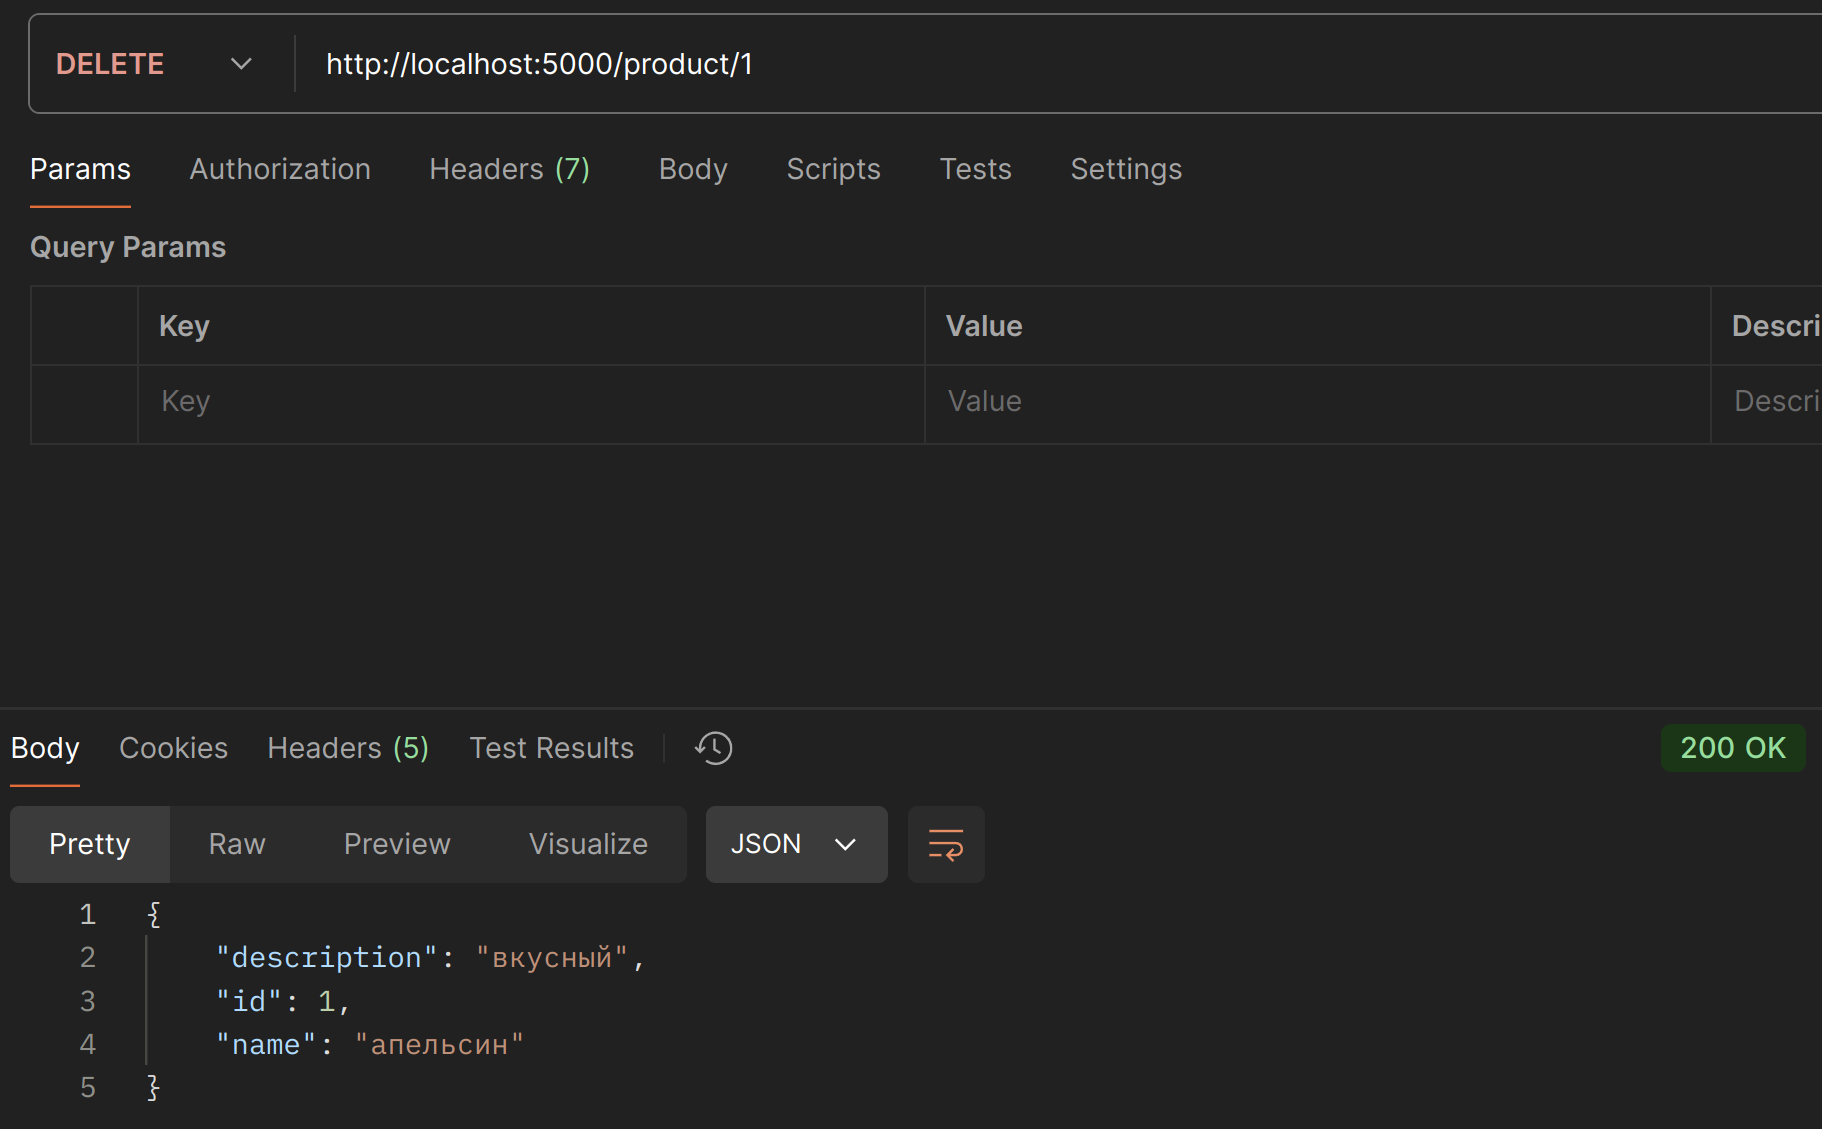 DELETE http://localhost:5000/product/1
Params Authorization Headers (7) Body Scripts Tests Settings
Query Params
Key Value Descri
Key Value Descri
Body Cookies Headers (5) Test Results 200 OK
Pretty Raw Preview Visualize JSON
1 {
2 "description": "вкусный",
3 "id": 1,
4 "name": "апельсин"
5 }